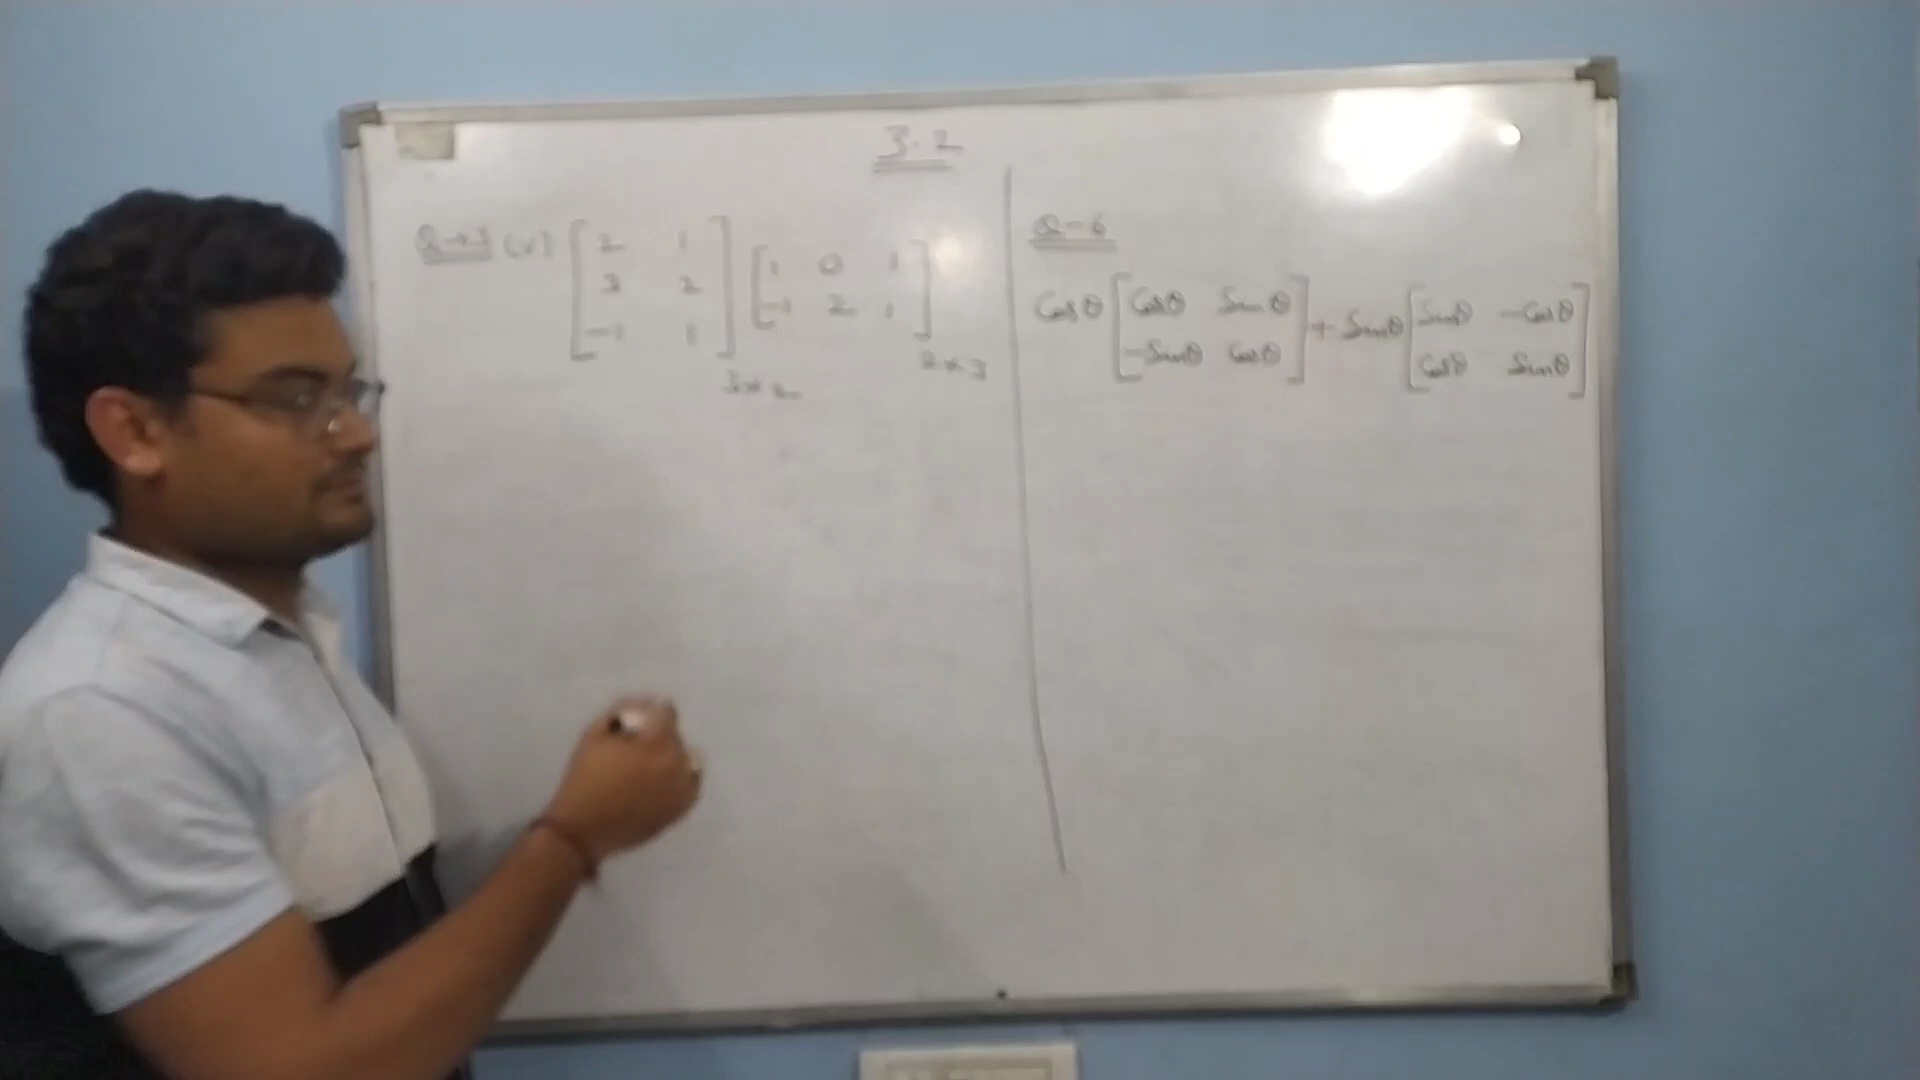 3.2
Q→3 (v) [2 1 3 2 -1 1] 3×2 [1 0 1 -1 2 1] 2×3
Q-6
Cosθ [Cosθ Sinθ -Sinθ Cosθ] + Sinθ [Sinθ -Cosθ Cosθ Sinθ]